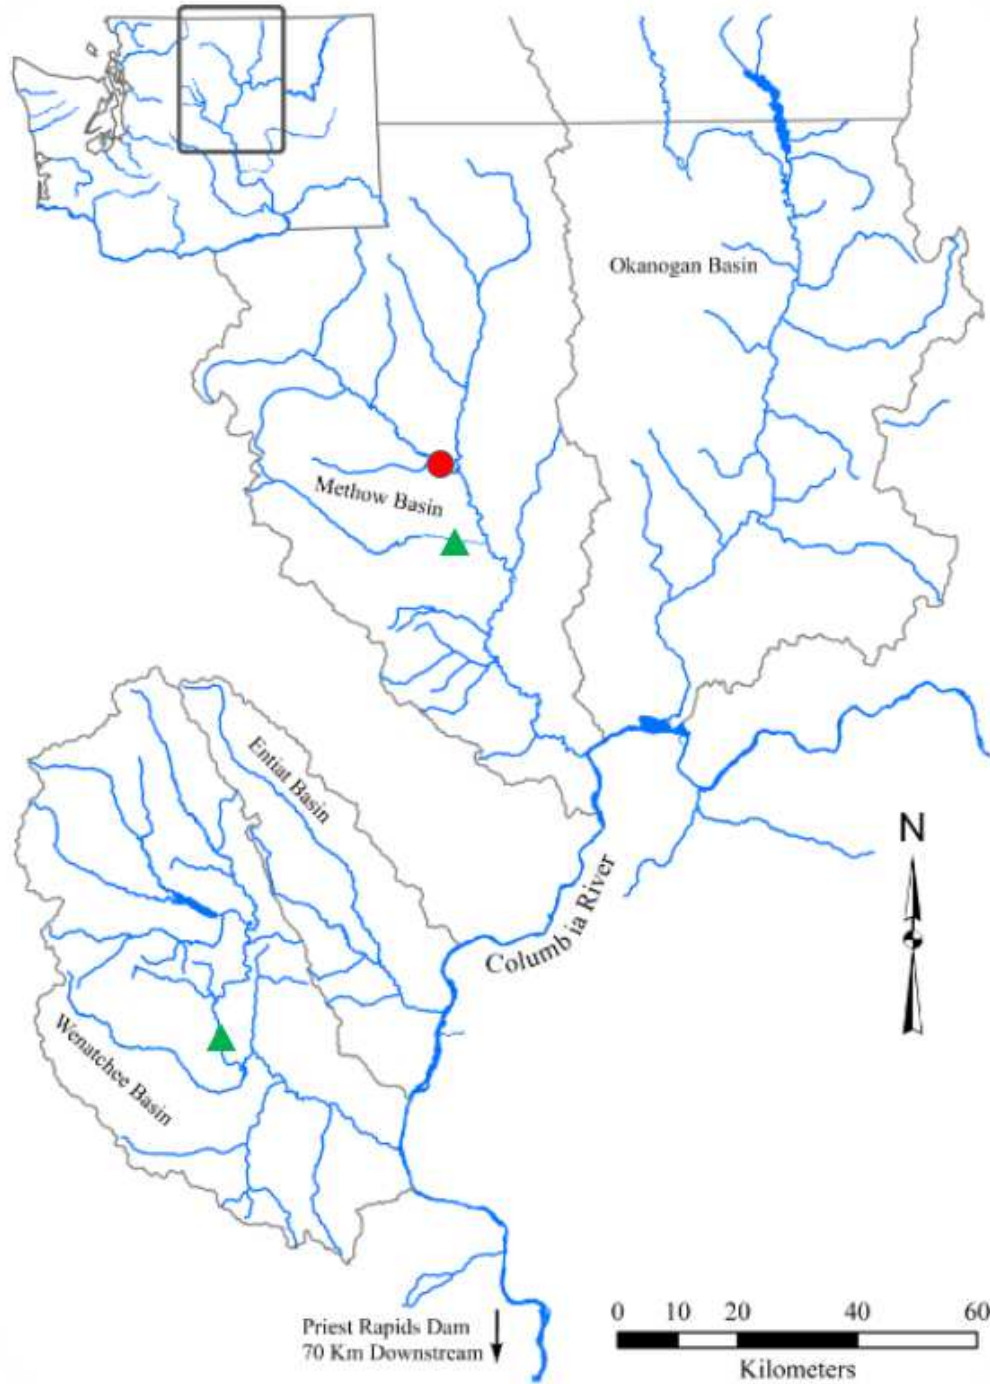 Okanogan Basin
Methow Basin
Entiat Basin
Columbia River
N
Wenatchee Basin
Priest Rapids Dam
70 Km Downstream
0 10 20 40 60
Kilometers